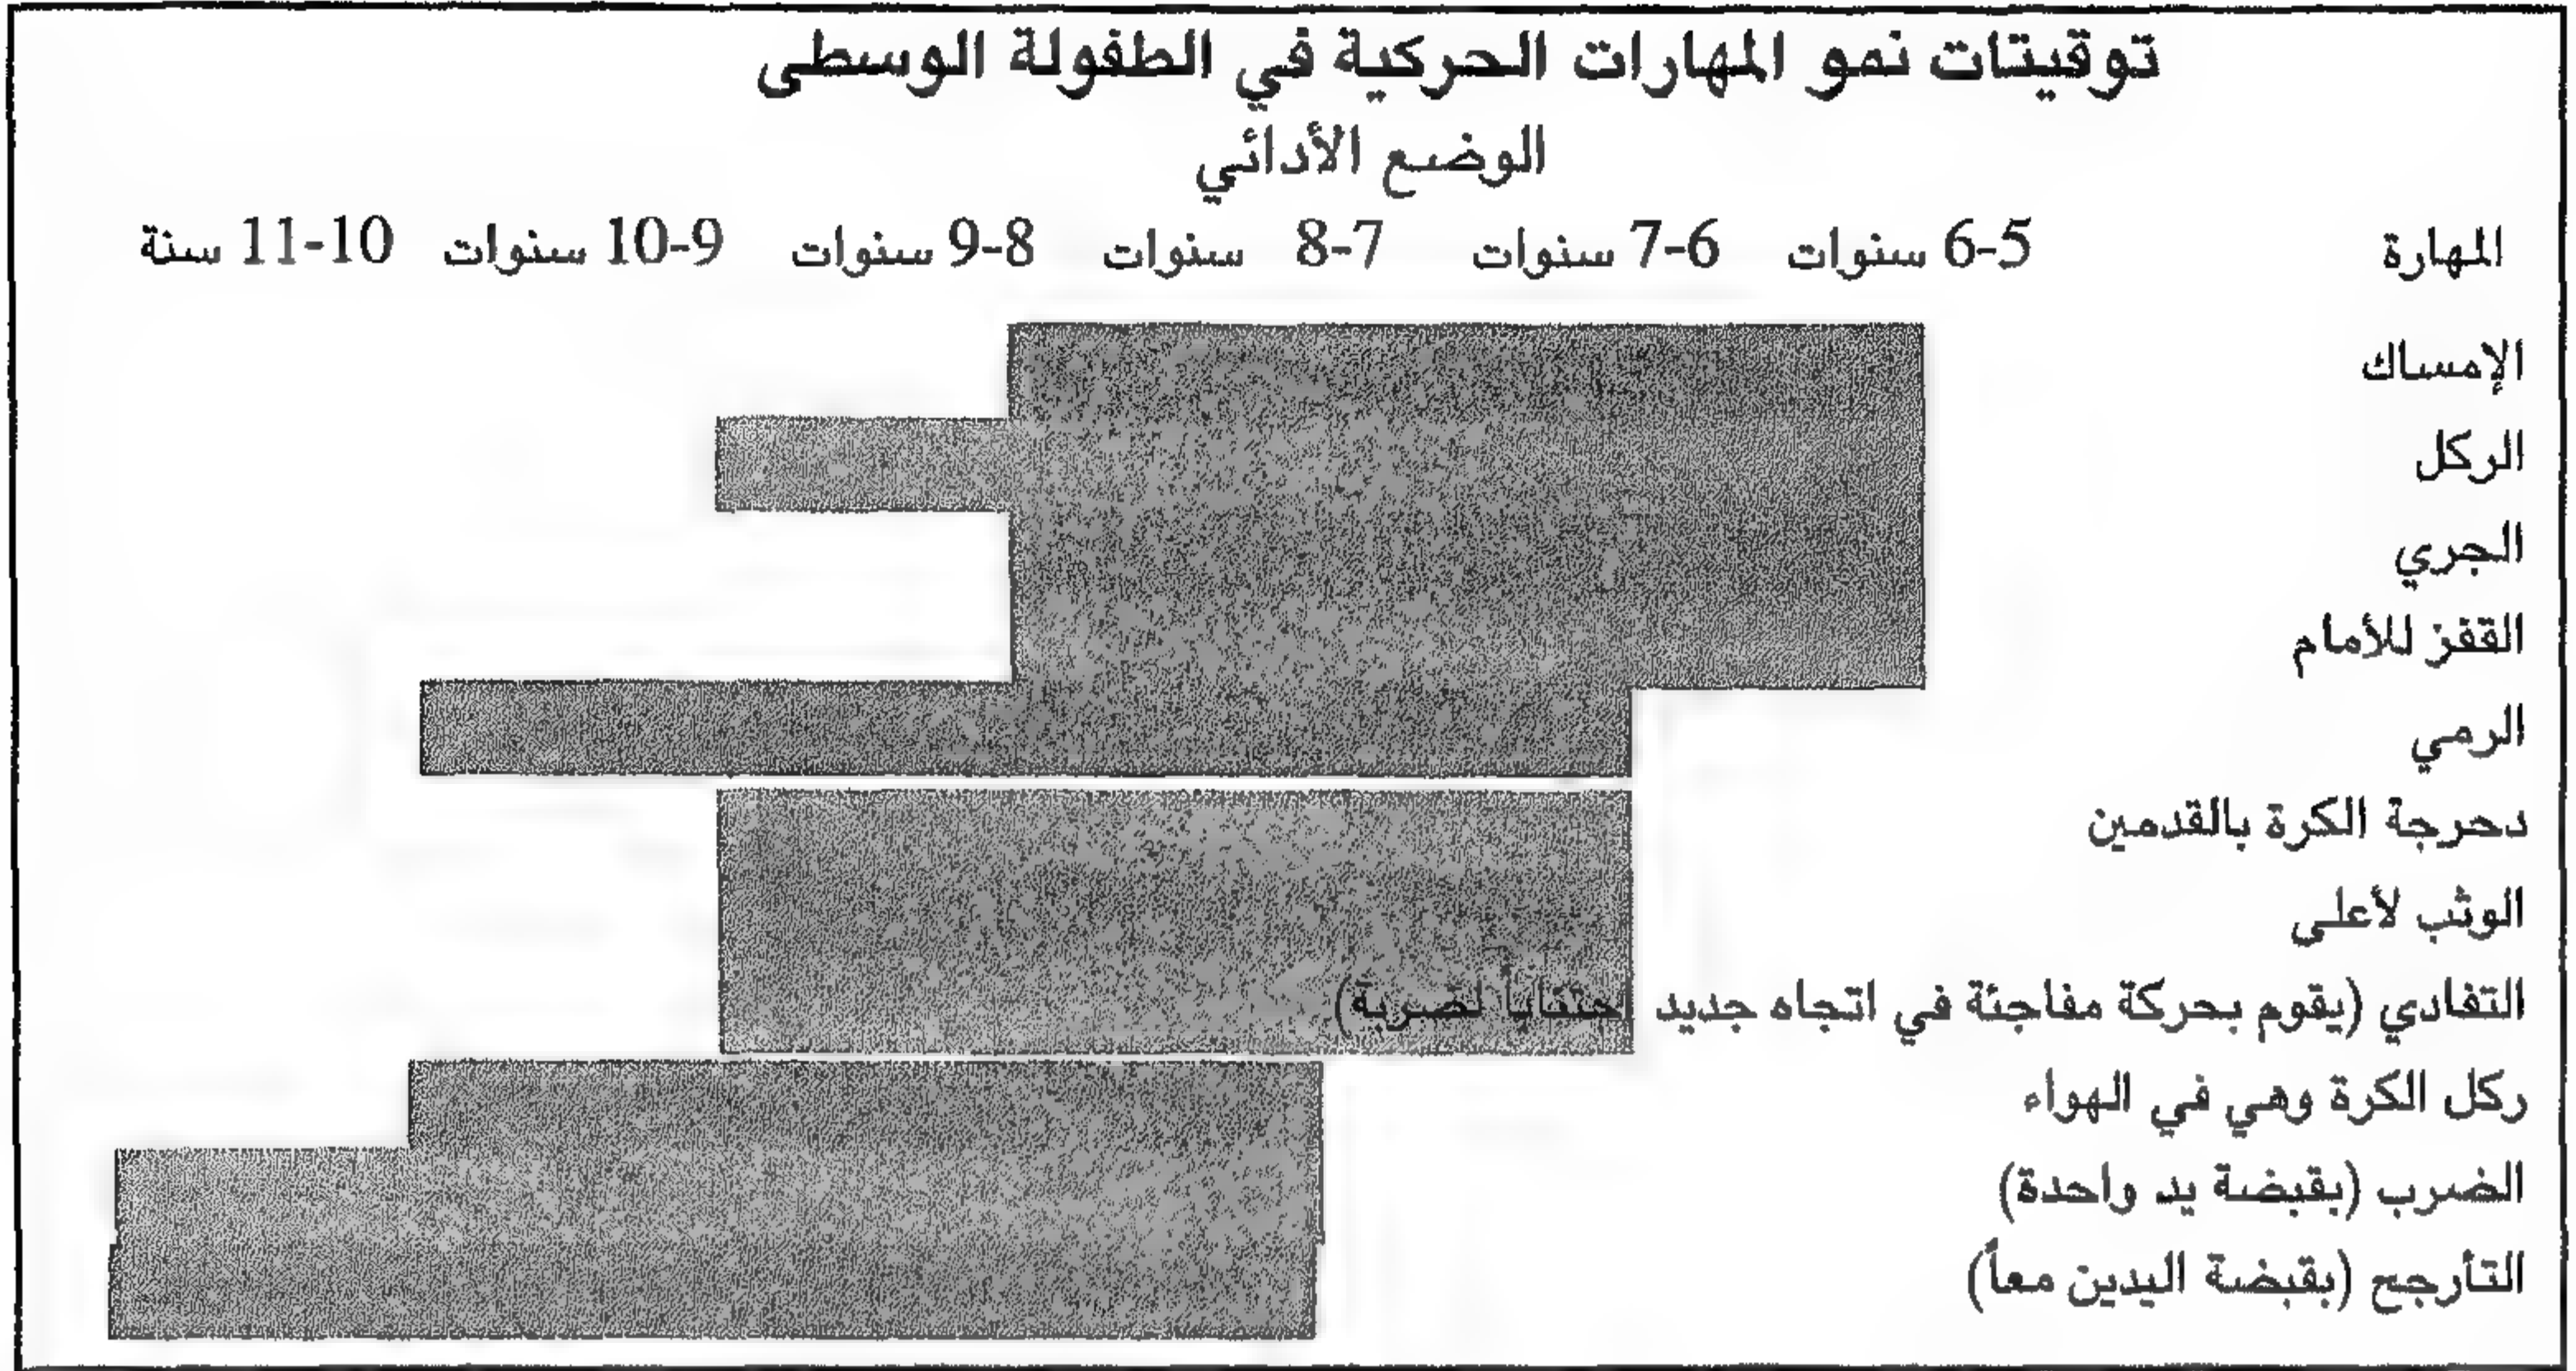 توقيتات نمو المهارات الحركية في الطفولة الوسطى
الوضع الأدائي
المهارة 5-6 سنوات 6-7 سنوات 7-8 سنوات 8-9 سنوات 9-10 سنوات 10-11 سنة
الإمساك
الركل
الجري
القفز للأمام
الرمي
دحرجة الكرة بالقدمين
الوثب لأعلى
التفادي (يقوم بحركة مفاجئة في اتجاه جديد اجتناباً لضربة)
ركل الكرة وهي في الهواء
الضرب (بقبضة يد واحدة)
التأرجح (بقبضة اليدين معاً)